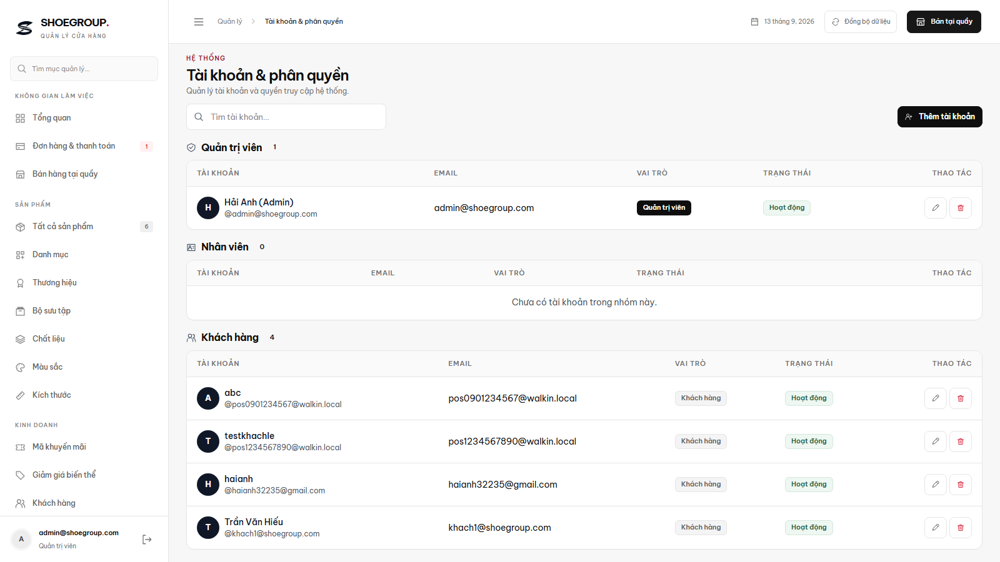 SHOEGROUP.
QUẢN LÝ CỬA HÀNG
Tìm mục quản lý...
KHÔNG GIAN LÀM VIỆC
Tổng quan
Đơn hàng & thanh toán 1
Bán hàng tại quầy
SẢN PHẨM
Tất cả sản phẩm 6
Danh mục
Thương hiệu
Bộ sưu tập
Chất liệu
Màu sắc
Kích thước
KINH DOANH
Mã khuyến mãi
Giảm giá biến thể
Khách hàng
A
admin@shoegroup.com
Quản trị viên
Quản lý > Tài khoản & phân quyền
13 tháng 9, 2026
Đồng bộ dữ liệu
Bán tại quầy
HỆ THỐNG
Tài khoản & phân quyền
Quản lý tài khoản và quyền truy cập hệ thống.
Tìm tài khoản...
Thêm tài khoản
Quản trị viên 1
TÀI KHOẢN EMAIL VAI TRÒ TRẠNG THÁI THAO TÁC
H Hải Anh (Admin) admin@shoegroup.com Quản trị viên Hoạt động
@admin@shoegroup.com
Nhân viên 0
TÀI KHOẢN EMAIL VAI TRÒ TRẠNG THÁI THAO TÁC
Chưa có tài khoản trong nhóm này.
Khách hàng 4
TÀI KHOẢN EMAIL VAI TRÒ TRẠNG THÁI THAO TÁC
A abc pos0901234567@walkin.local Khách hàng Hoạt động
@pos0901234567@walkin.local
T testkhachle pos1234567890@walkin.local Khách hàng Hoạt động
@pos1234567890@walkin.local
H haianh haianh32235@gmail.com Khách hàng Hoạt động
@haianh32235@gmail.com
T Trần Văn Hiếu khach1@shoegroup.com Khách hàng Hoạt động
@khach1@shoegroup.com